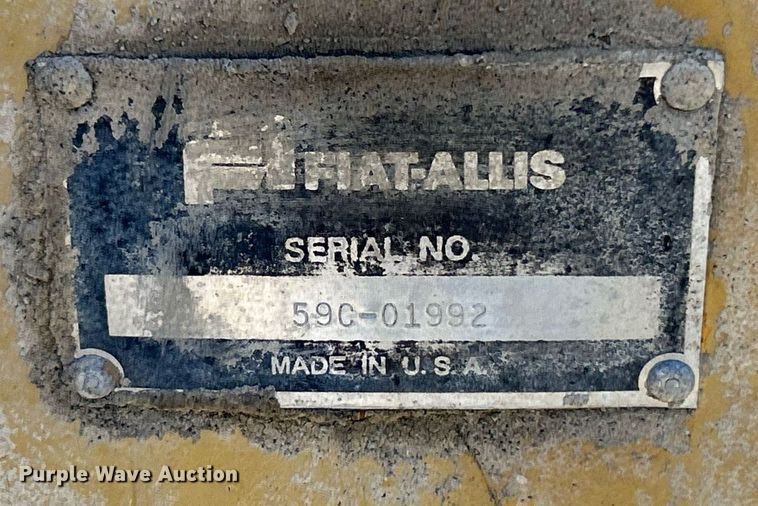 FIAT-ALLIS
SERIAL NO.
59C-01992
MADE IN U.S.A.
Purple Wave Auction